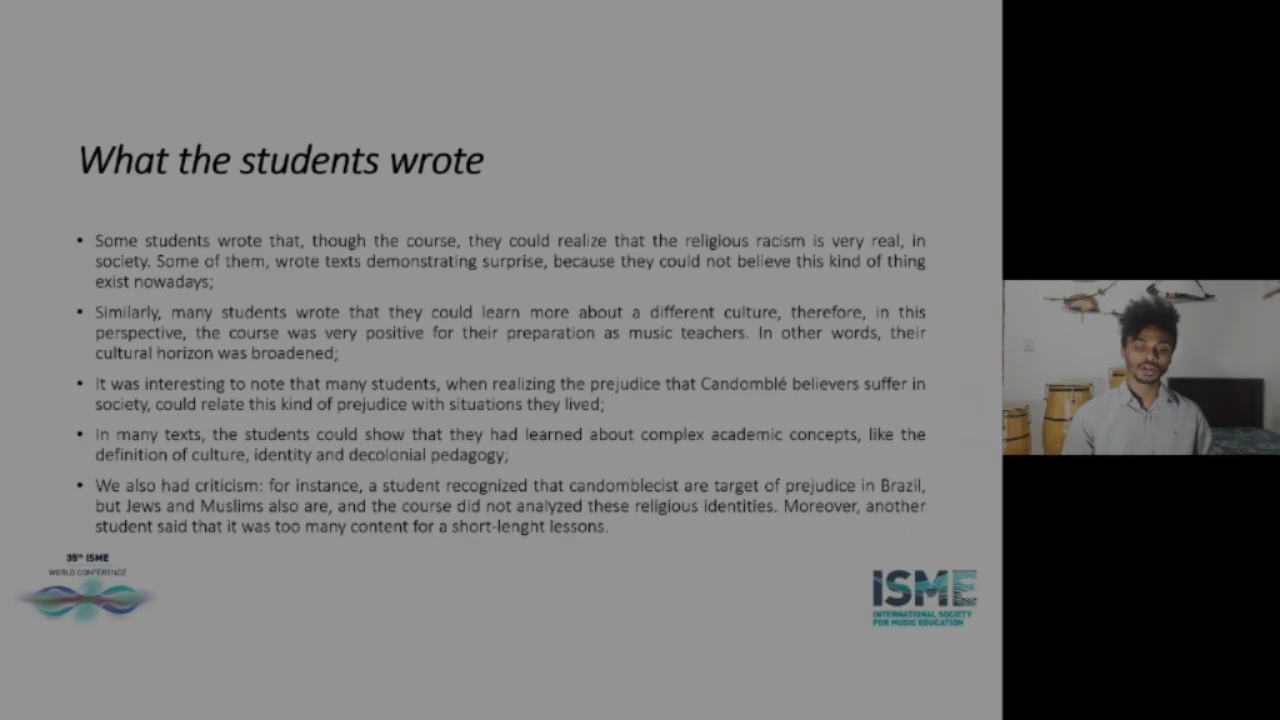 What the students wrote
• Some students wrote that, though the course, they could realize that the religious racism is very real, in
society. Some of them, wrote texts demonstrating surprise, because they could not believe this kind of thing
exist nowadays;
• Similarly, many students wrote that they could learn more about a different culture, therefore, in this
perspective, the course was very positive for their preparation as music teachers. In other words, their
cultural horizon was broadened;
• It was interesting to note that many students, when realizing the prejudice that Candomblé believers suffer in
society, could relate this kind of prejudice with situations they lived;
• In many texts, the students could show that they had learned about complex academic concepts, like the
definition of culture, identity and decolonial pedagogy;
• We also had criticism: for instance, a student recognized that candomblecist are target of prejudice in Brazil,
but Jews and Muslims also are, and the course did not analyzed these religious identities. Moreover, another
student said that it was too many content for a short-lenght lessons.
35th ISME
WORLD CONFERENCE
ISME
INTERNATIONAL SOCIETY
FOR MUSIC EDUCATION